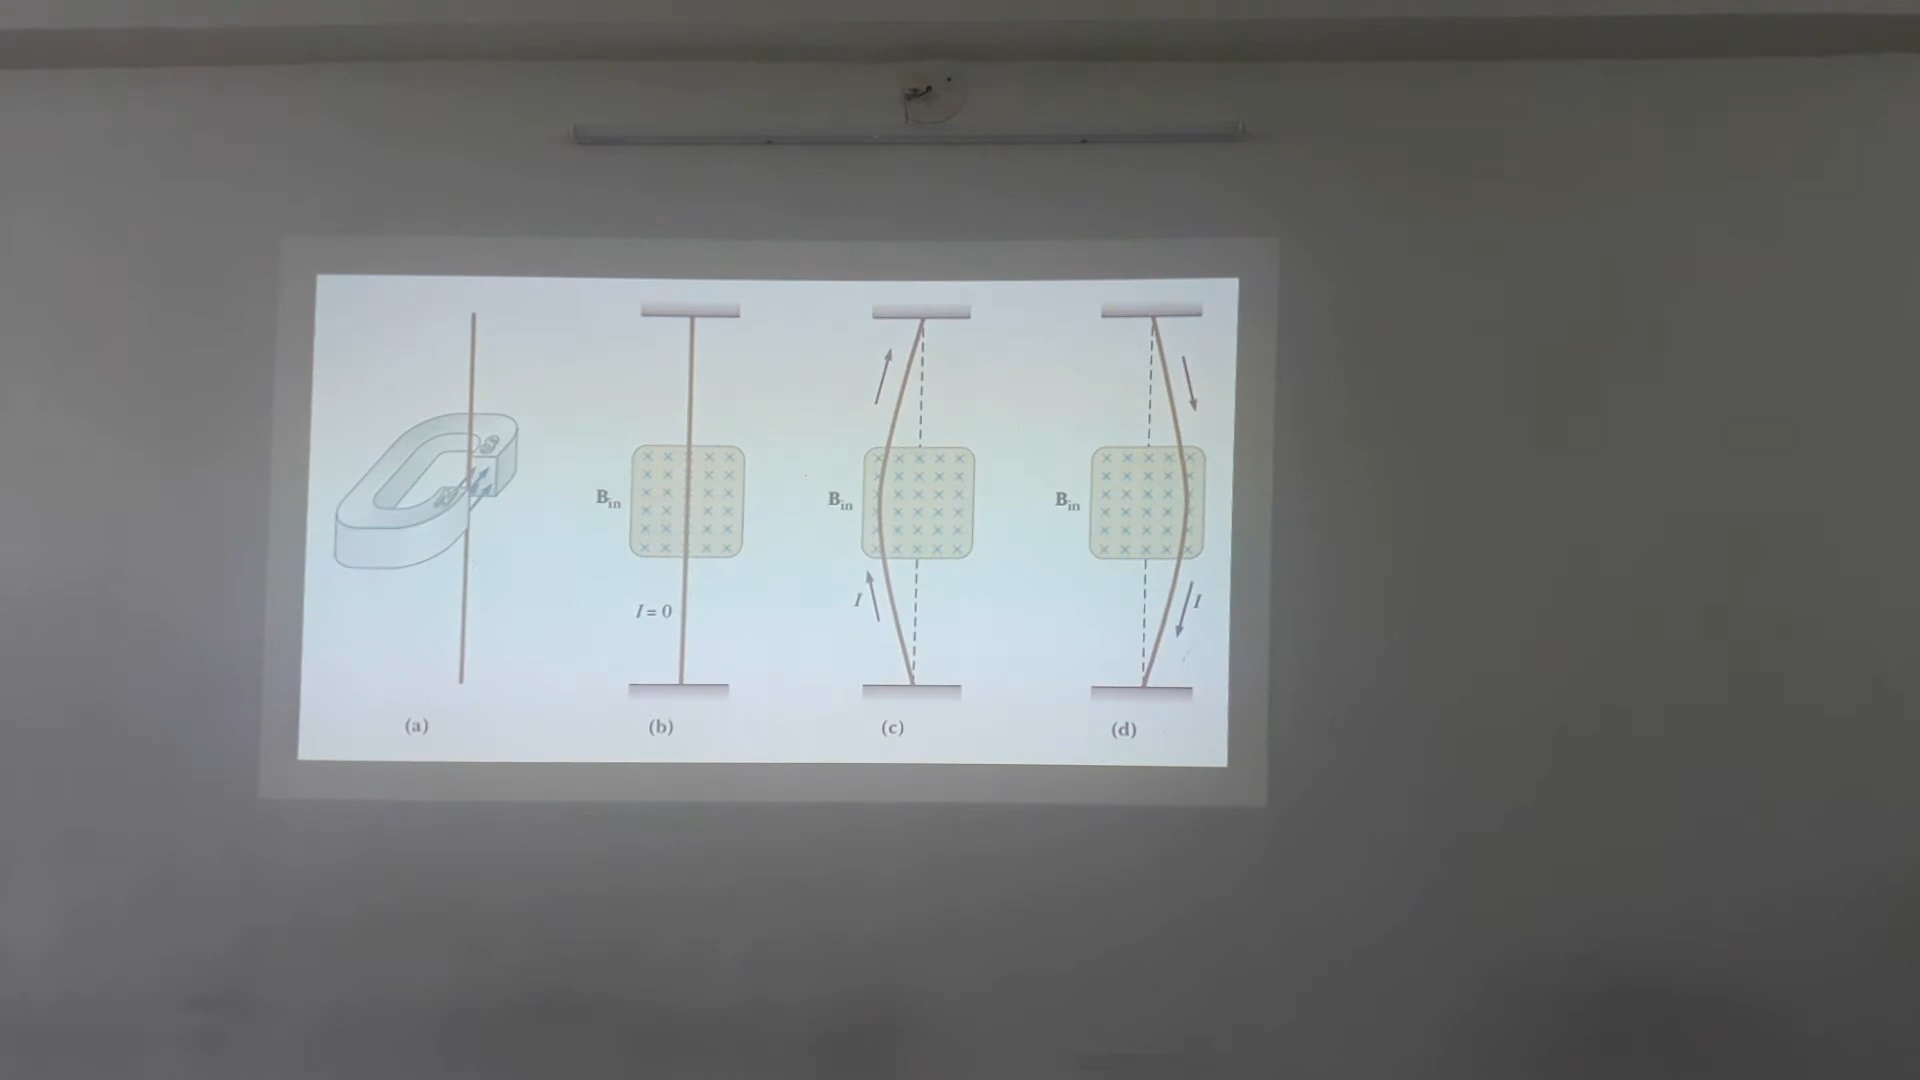 S
N
B_in
I = 0
(a)
(b)
B_in
I
(c)
B_in
I
(d)